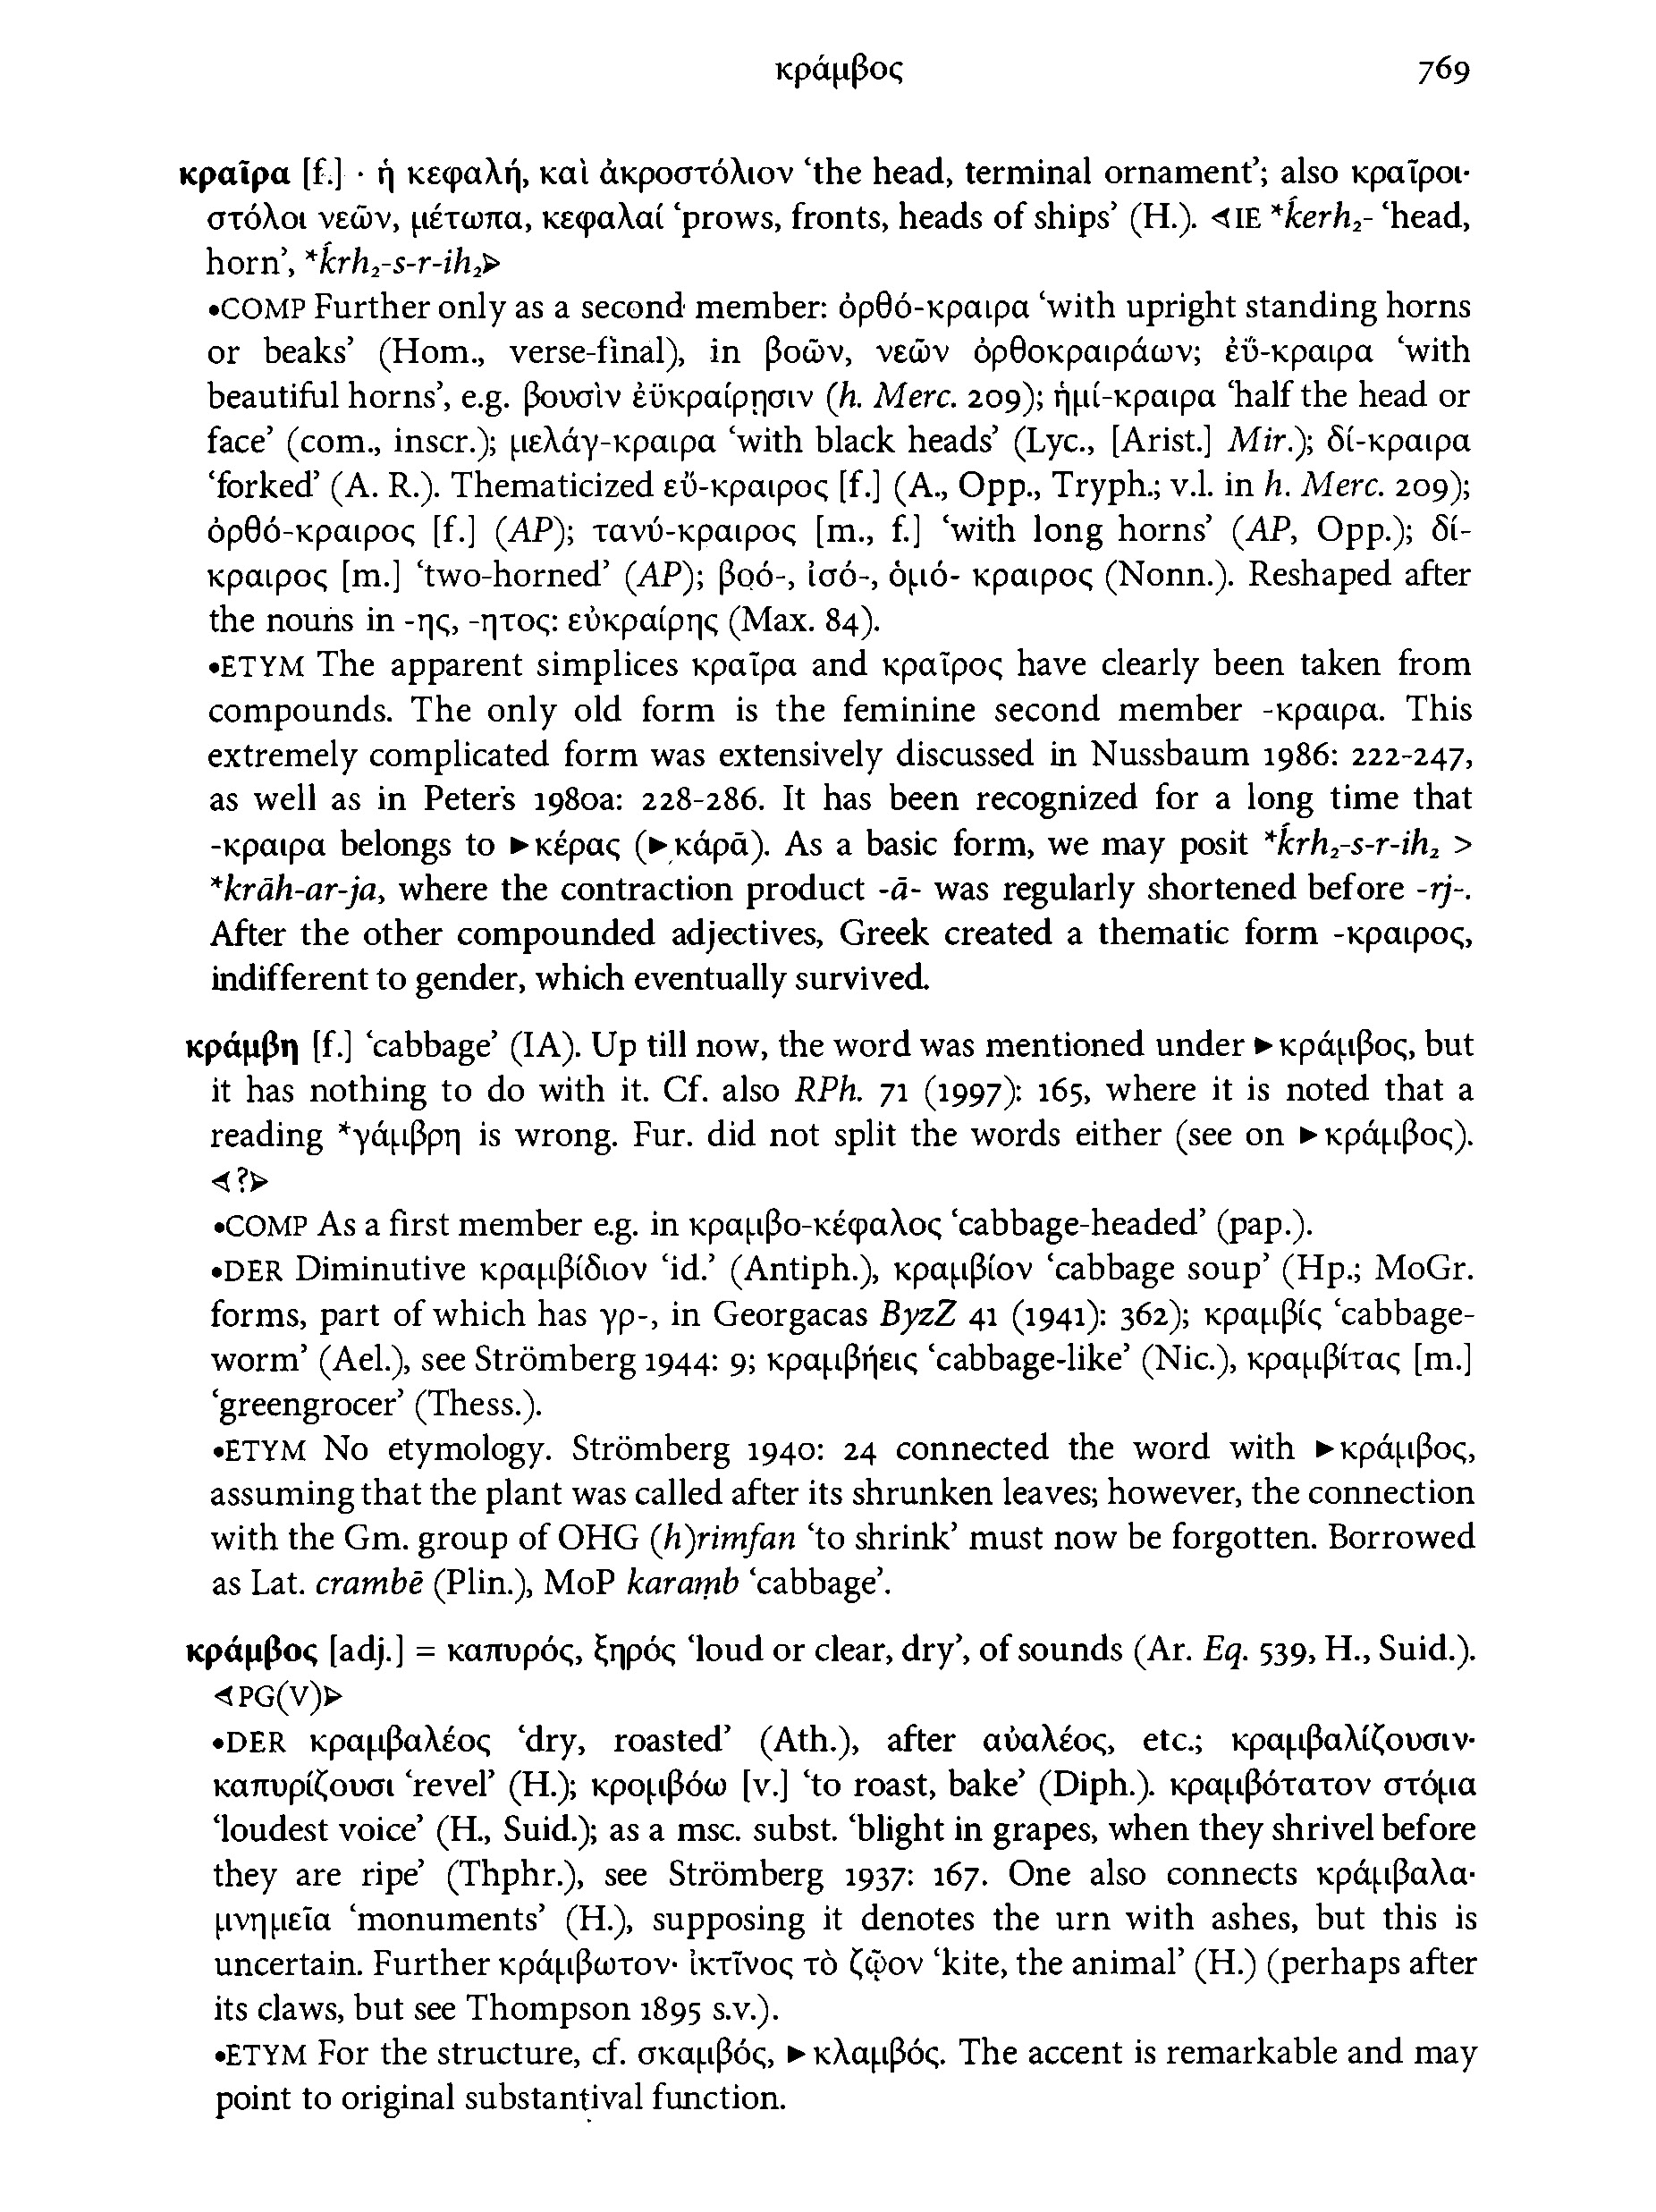 κράμβος 769
κραῖρα [f.] · ἡ κεφαλή, καὶ ἀκροστόλιον ‘the head, terminal ornament’; also κραῖροι·
στόλοι νεῶν, μέτωπα, κεφαλαί ‘prows, fronts, heads of ships’ (H.). ⊲IE *ḱerh₂- ‘head,
horn’, *ḱrh₂-s-r-ih₂⊳
•COMP Further only as a second member: ὀρθό-κραιρα ‘with upright standing horns
or beaks’ (Hom., verse-final), in βοῶν, νεῶν ὀρθοκραιράων; ἐΰ-κραιρα ‘with
beautiful horns’, e.g. βουσὶν ἐϋκραίρῃσιν (h. Merc. 209); ἡμί-κραιρα ‘half the head or
face’ (com., inscr.); μελάγ-κραιρα ‘with black heads’ (Lyc., [Arist.] Mir.); δί-κραιρα
‘forked’ (A. R.). Thematicized εὔ-κραιρος [f.] (A., Opp., Tryph.; v.l. in h. Merc. 209);
ὀρθό-κραιρος [f.] (AP); τανύ-κραιρος [m., f.] ‘with long horns’ (AP, Opp.); δί-
κραιρος [m.] ‘two-horned’ (AP); βοό-, ἰσό-, ὁμό- κραιρος (Nonn.). Reshaped after
the nouns in -ης, -ητος: εὐκραίρης (Max. 84).
•ETYM The apparent simplices κραῖρα and κραῖρος have clearly been taken from
compounds. The only old form is the feminine second member -κραιρα. This
extremely complicated form was extensively discussed in Nussbaum 1986: 222-247,
as well as in Peters 1980a: 228-286. It has been recognized for a long time that
-κραιρα belongs to ►κέρας (►κάρᾱ). As a basic form, we may posit *ḱrh₂-s-r-ih₂ >
*krāh-ar-ja, where the contraction product -ā- was regularly shortened before -rj-.
After the other compounded adjectives, Greek created a thematic form -κραιρος,
indifferent to gender, which eventually survived.
κράμβη [f.] ‘cabbage’ (IA). Up till now, the word was mentioned under ►κράμβος, but
it has nothing to do with it. Cf. also RPh. 71 (1997): 165, where it is noted that a
reading *γάμβρη is wrong. Fur. did not split the words either (see on ►κράμβος).
⊲?⊳
•COMP As a first member e.g. in κραμβο-κέφαλος ‘cabbage-headed’ (pap.).
•DER Diminutive κραμβίδιον ‘id.’ (Antiph.), κραμβίον ‘cabbage soup’ (Hp.; MoGr.
forms, part of which has γρ-, in Georgacas ByzZ 41 (1941): 362); κραμβίς ‘cabbage-
worm’ (Ael.), see Strömberg 1944: 9; κραμβήεις ‘cabbage-like’ (Nic.), κραμβίτας [m.]
‘greengrocer’ (Thess.).
•ETYM No etymology. Strömberg 1940: 24 connected the word with ►κράμβος,
assuming that the plant was called after its shrunken leaves; however, the connection
with the Gm. group of OHG (h)rimfan ‘to shrink’ must now be forgotten. Borrowed
as Lat. crambē (Plin.), MoP karamb ‘cabbage’.
κράμβος [adj.] = καπυρός, ξηρός ‘loud or clear, dry’, of sounds (Ar. Eq. 539, H., Suid.).
⊲PG(V)⊳
•DER κραμβαλέος ‘dry, roasted’ (Ath.), after αὐαλέος, etc.; κραμβαλίζουσιν·
καπυρίζουσι ‘revel’ (H.); κρομβόω [v.] ‘to roast, bake’ (Diph.). κραμβότατον στόμα
‘loudest voice’ (H., Suid.); as a msc. subst. ‘blight in grapes, when they shrivel before
they are ripe’ (Thphr.), see Strömberg 1937: 167. One also connects κράμβαλα·
μνημεῖα ‘monuments’ (H.), supposing it denotes the urn with ashes, but this is
uncertain. Further κράμβωτον· ἰκτῖνος τὸ ζῷον ‘kite, the animal’ (H.) (perhaps after
its claws, but see Thompson 1895 s.v.).
•ETYM For the structure, cf. σκαμβός, ►κλαμβός. The accent is remarkable and may
point to original substantival function.